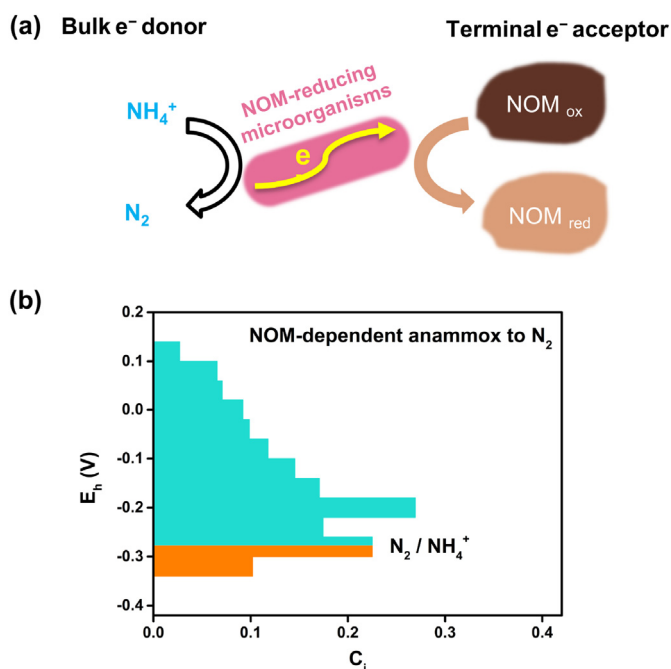 (a) Bulk e⁻ donor Terminal e⁻ acceptor
NOM-reducing
microorganisms
NH₄⁺
e
NOM ox
N₂
NOM red
(b)
NOM-dependent anammox to N₂
0.2
0.1
0.0
-0.1
-0.2
-0.3
-0.4
Eₕ (V)
N₂ / NH₄⁺
0.0 0.1 0.2 0.3 0.4
Cᵢ